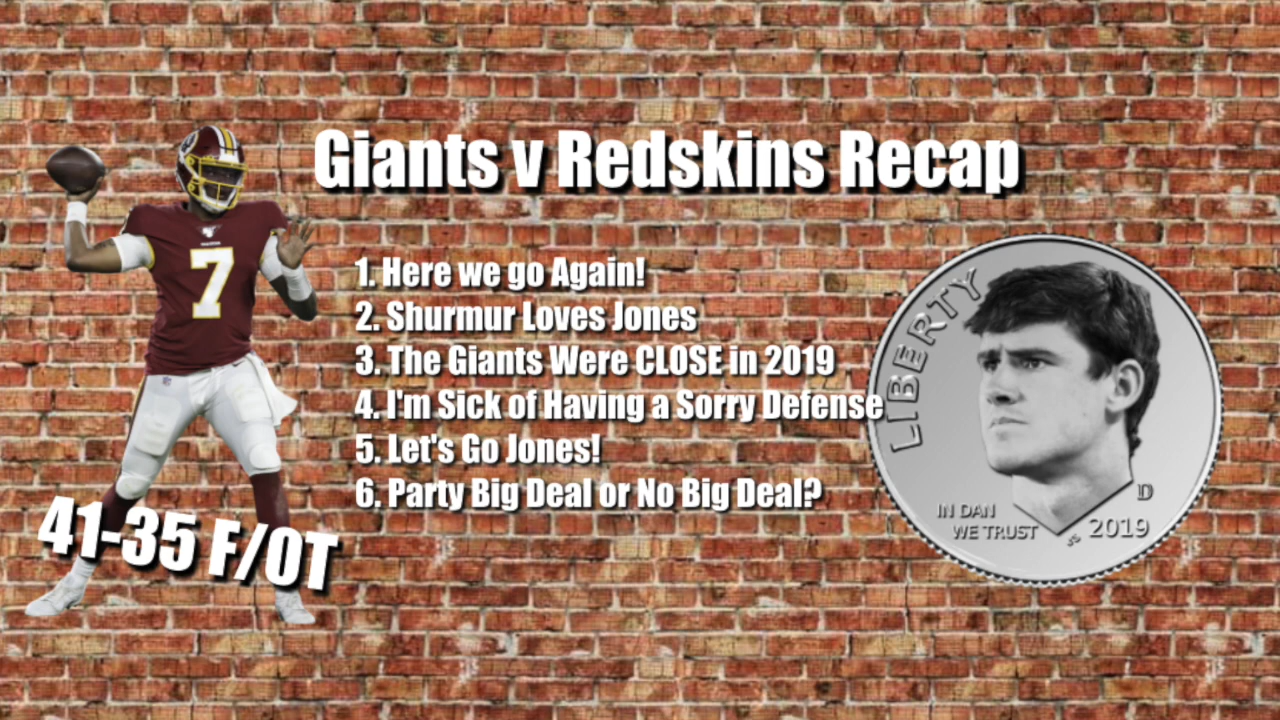 Giants v Redskins Recap
1. Here we go Again!
2. Shurmur Loves Jones
3. The Giants Were CLOSE in 2019
4. I'm Sick of Having a Sorry Defense
5. Let's Go Jones!
6. Party Big Deal or No Big Deal?
7
41-35 F/OT
LIBERTY
IN DAN
WE TRUST
D
2019